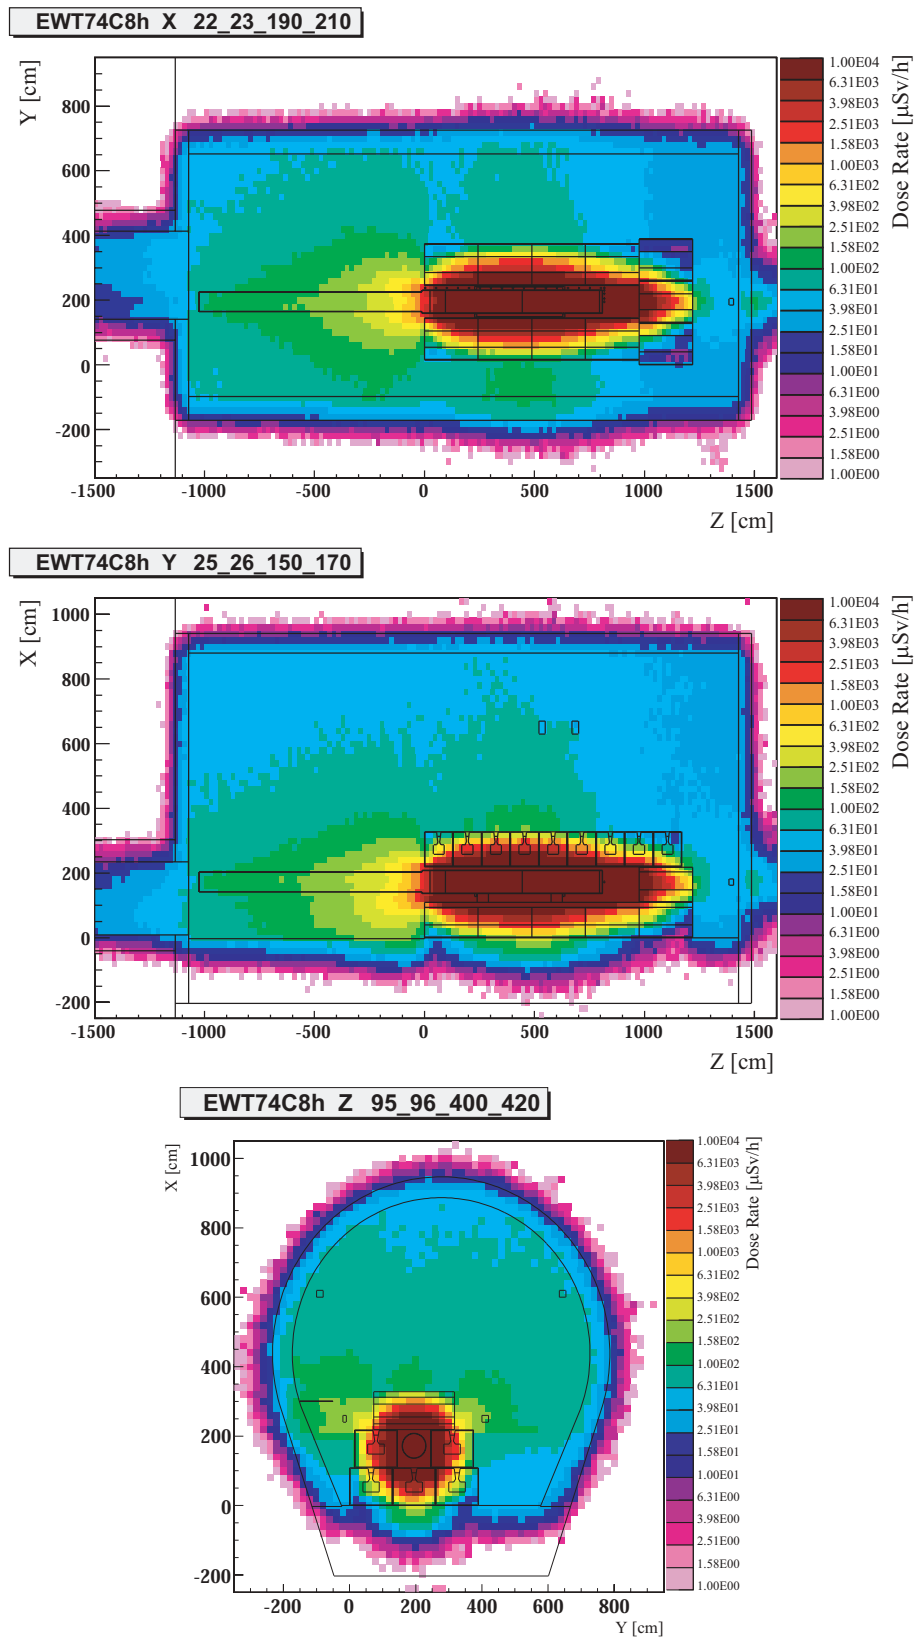 EWT74C8h X 22_23_190_210
Y [cm]
800
600
400
200
0
-200
-1500 -1000 -500 0 500 1000 1500
Z [cm]
1.00E04
6.31E03
3.98E03
2.51E03
1.58E03
1.00E03
6.31E02
3.98E02
2.51E02
1.58E02
1.00E02
6.31E01
3.98E01
2.51E01
1.58E01
1.00E01
6.31E00
3.98E00
2.51E00
1.58E00
1.00E00
Dose Rate [μSv/h]
EWT74C8h Y 25_26_150_170
X [cm]
1000
800
600
400
200
0
-200
-1500 -1000 -500 0 500 1000 1500
Z [cm]
1.00E04
6.31E03
3.98E03
2.51E03
1.58E03
1.00E03
6.31E02
3.98E02
2.51E02
1.58E02
1.00E02
6.31E01
3.98E01
2.51E01
1.58E01
1.00E01
6.31E00
3.98E00
2.51E00
1.58E00
1.00E00
Dose Rate [μSv/h]
EWT74C8h Z 95_96_400_420
X [cm]
1000
800
600
400
200
0
-200
-200 0 200 400 600 800
Y [cm]
1.00E04
6.31E03
3.98E03
2.51E03
1.58E03
1.00E03
6.31E02
3.98E02
2.51E02
1.58E02
1.00E02
6.31E01
3.98E01
2.51E01
1.58E01
1.00E01
6.31E00
3.98E00
2.51E00
1.58E00
1.00E00
Dose Rate [μSv/h]